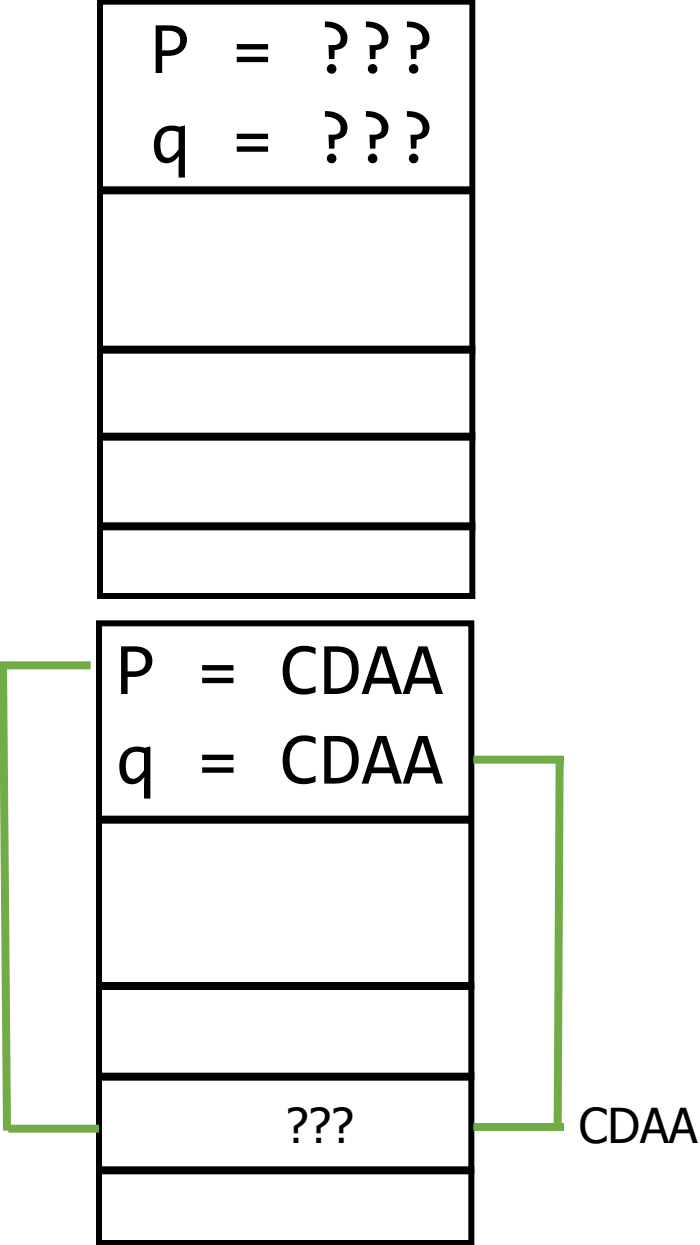 P = ???
q = ???
P = CDAA
q = CDAA
??? CDAA